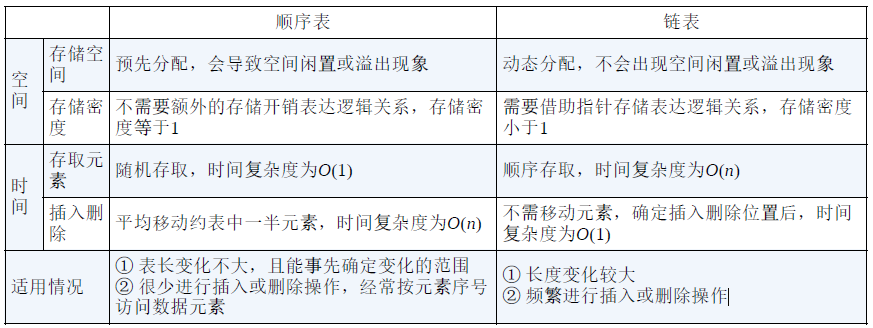 顺序表
链表
空间
存储空间
预先分配，会导致空间闲置或溢出现象
动态分配，不会出现空间闲置或溢出现象
存储密度
不需要额外的存储开销表达逻辑关系，存储密
度等于1
需要借助指针存储表达逻辑关系，存储密度
小于1
时间
存取元素
随机存取，时间复杂度为O(1)
顺序存取，时间复杂度为O(n)
插入删除
平均移动约表中一半元素，时间复杂度为O(n)
不需移动元素，确定插入删除位置后，时间
复杂度为O(1)
适用情况
① 表长变化不大，且能事先确定变化的范围
② 很少进行插入或删除操作，经常按元素序号
访问数据元素
① 长度变化较大
② 频繁进行插入或删除操作